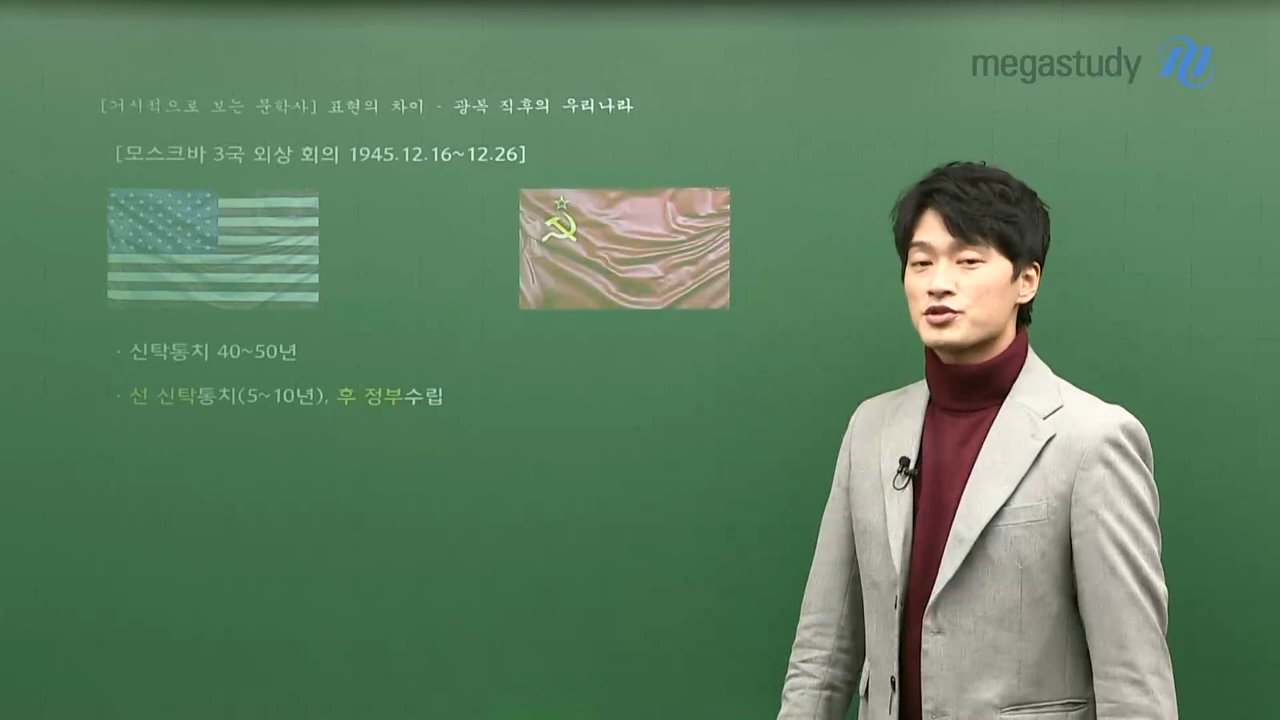 megastudy
[거시적으로 보는 문학사] 표현의 차이 - 광복 직후의 우리나라
[모스크바 3국 외상 회의 1945.12.16~12.26]
· 신탁통치 40~50년
· 선 신탁통치(5~10년), 후 정부수립